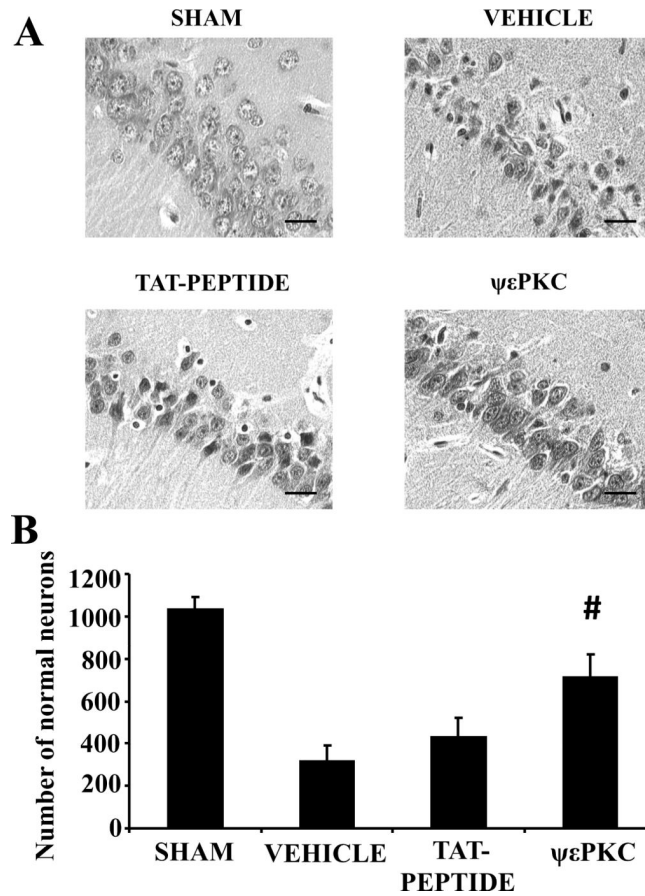 A
SHAM
VEHICLE
TAT-PEPTIDE
ψεPKC
B
Number of normal neurons
1200
1000
800
600
400
200
0
#
SHAM
VEHICLE
TAT-
PEPTIDE
ψεPKC